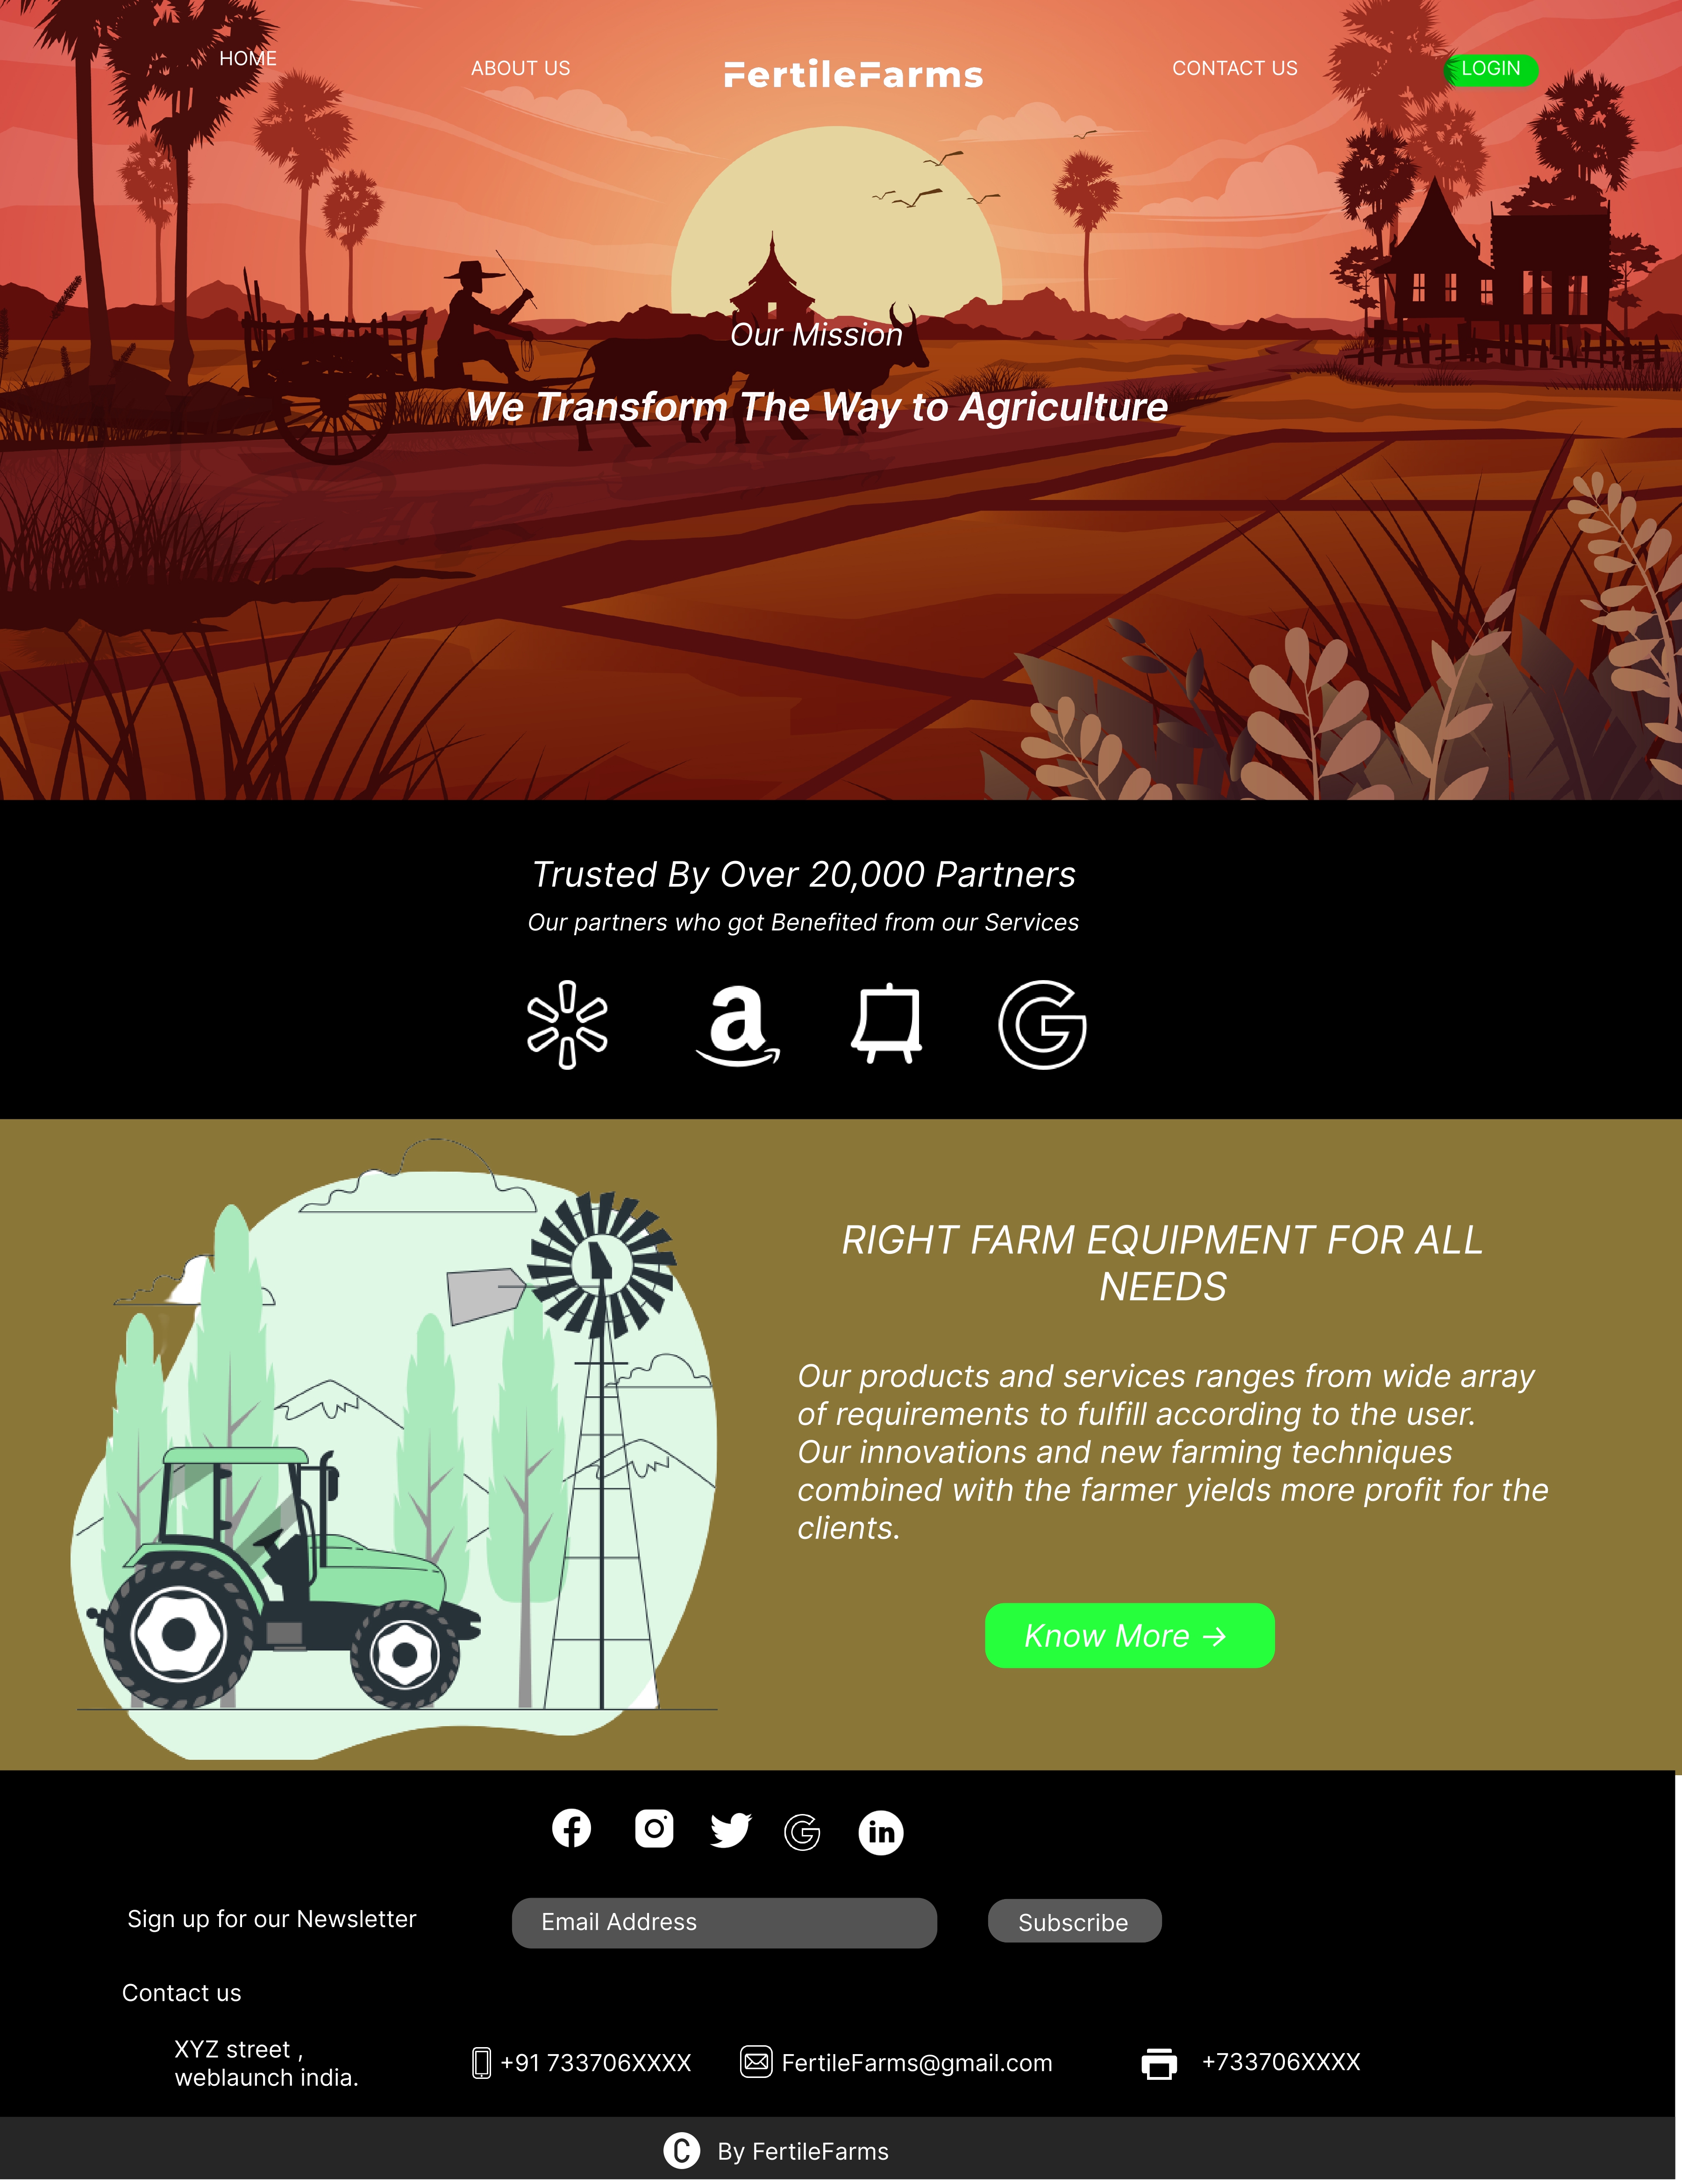 HOME
ABOUT US
FertileFarms
CONTACT US
LOGIN
Our Mission
We Transform The Way to Agriculture
Trusted By Over 20,000 Partners
Our partners who got Benefited from our Services
RIGHT FARM EQUIPMENT FOR ALL
NEEDS
Our products and services ranges from wide array
of requirements to fulfill according to the user.
Our innovations and new farming techniques
combined with the farmer yields more profit for the
clients.
Know More →
Sign up for our Newsletter
Email Address
Subscribe
Contact us
XYZ street ,
weblaunch india.
+91 733706XXXX
FertileFarms@gmail.com
+733706XXXX
C By FertileFarms